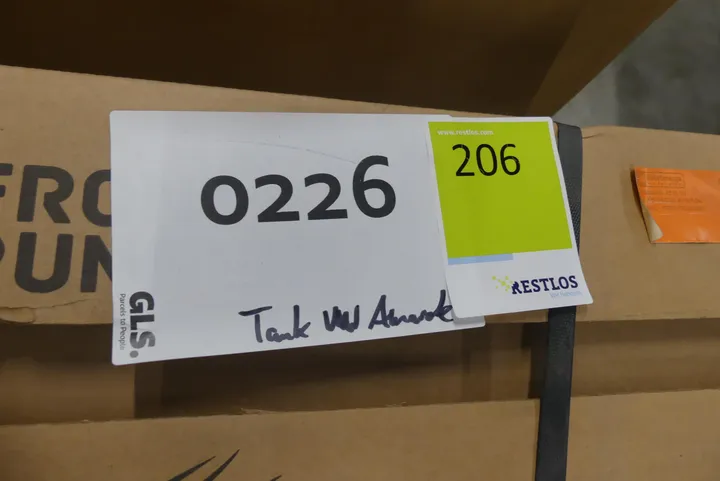 FRO
PUN
0226
GLS.
Parcels to People
Tank VW Amarok
www.restlos.com
206
RESTLOS